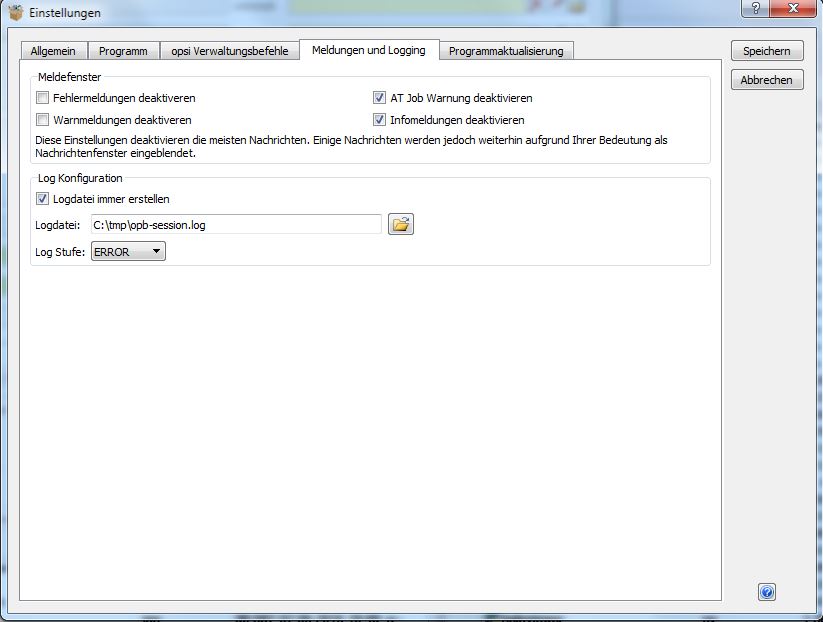 Einstellungen
Allgemein
Programm
opsi Verwaltungsbefehle
Meldungen und Logging
Programmaktualisierung
Speichern
Abbrechen
Meldefenster
Fehlermeldungen deaktiveren
AT Job Warnung deaktivieren
Warnmeldungen deaktiveren
Infomeldungen deaktivieren
Diese Einstellungen deaktivieren die meisten Nachrichten. Einige Nachrichten werden jedoch weiterhin aufgrund Ihrer Bedeutung als
Nachrichtenfenster eingeblendet.
Log Konfiguration
Logdatei immer erstellen
Logdatei: C:\tmp\opb-session.log
Log Stufe: ERROR